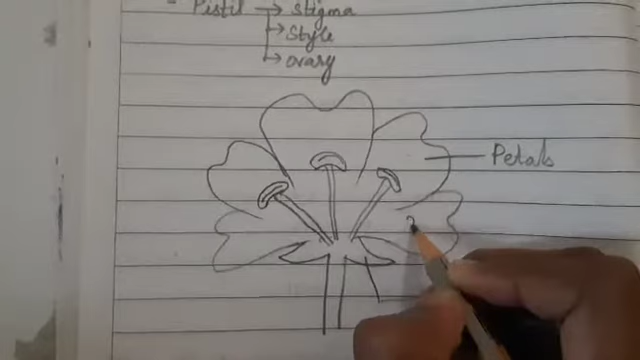 - Pistil → stigma
→ style
→ ovary
Petals